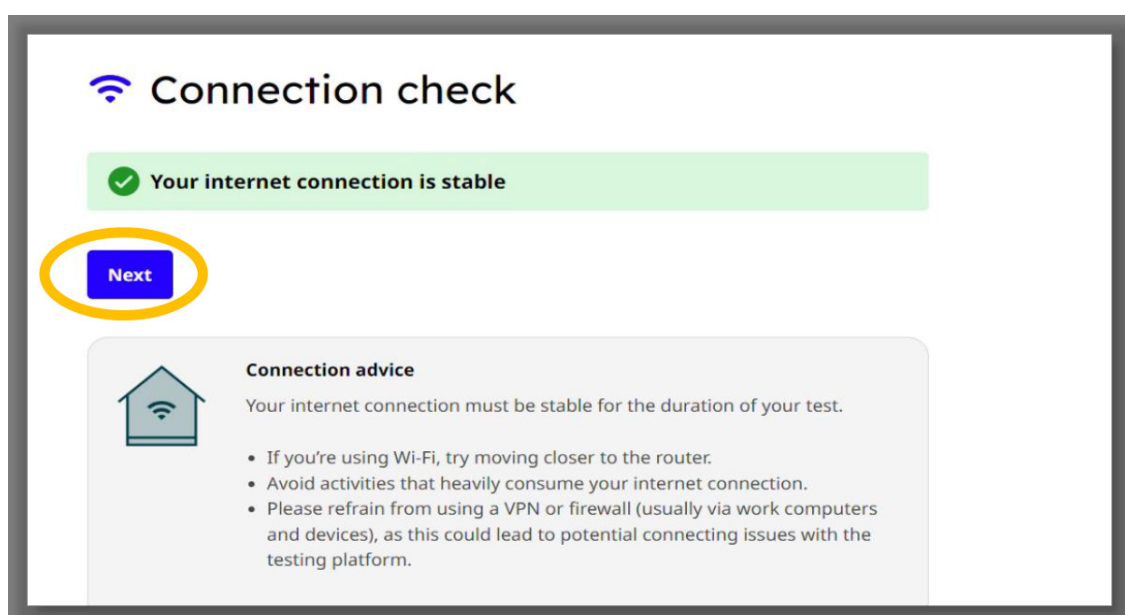 Connection check
Your internet connection is stable
Next
Connection advice
Your internet connection must be stable for the duration of your test.
• If you’re using Wi-Fi, try moving closer to the router.
• Avoid activities that heavily consume your internet connection.
• Please refrain from using a VPN or firewall (usually via work computers
and devices), as this could lead to potential connecting issues with the
testing platform.